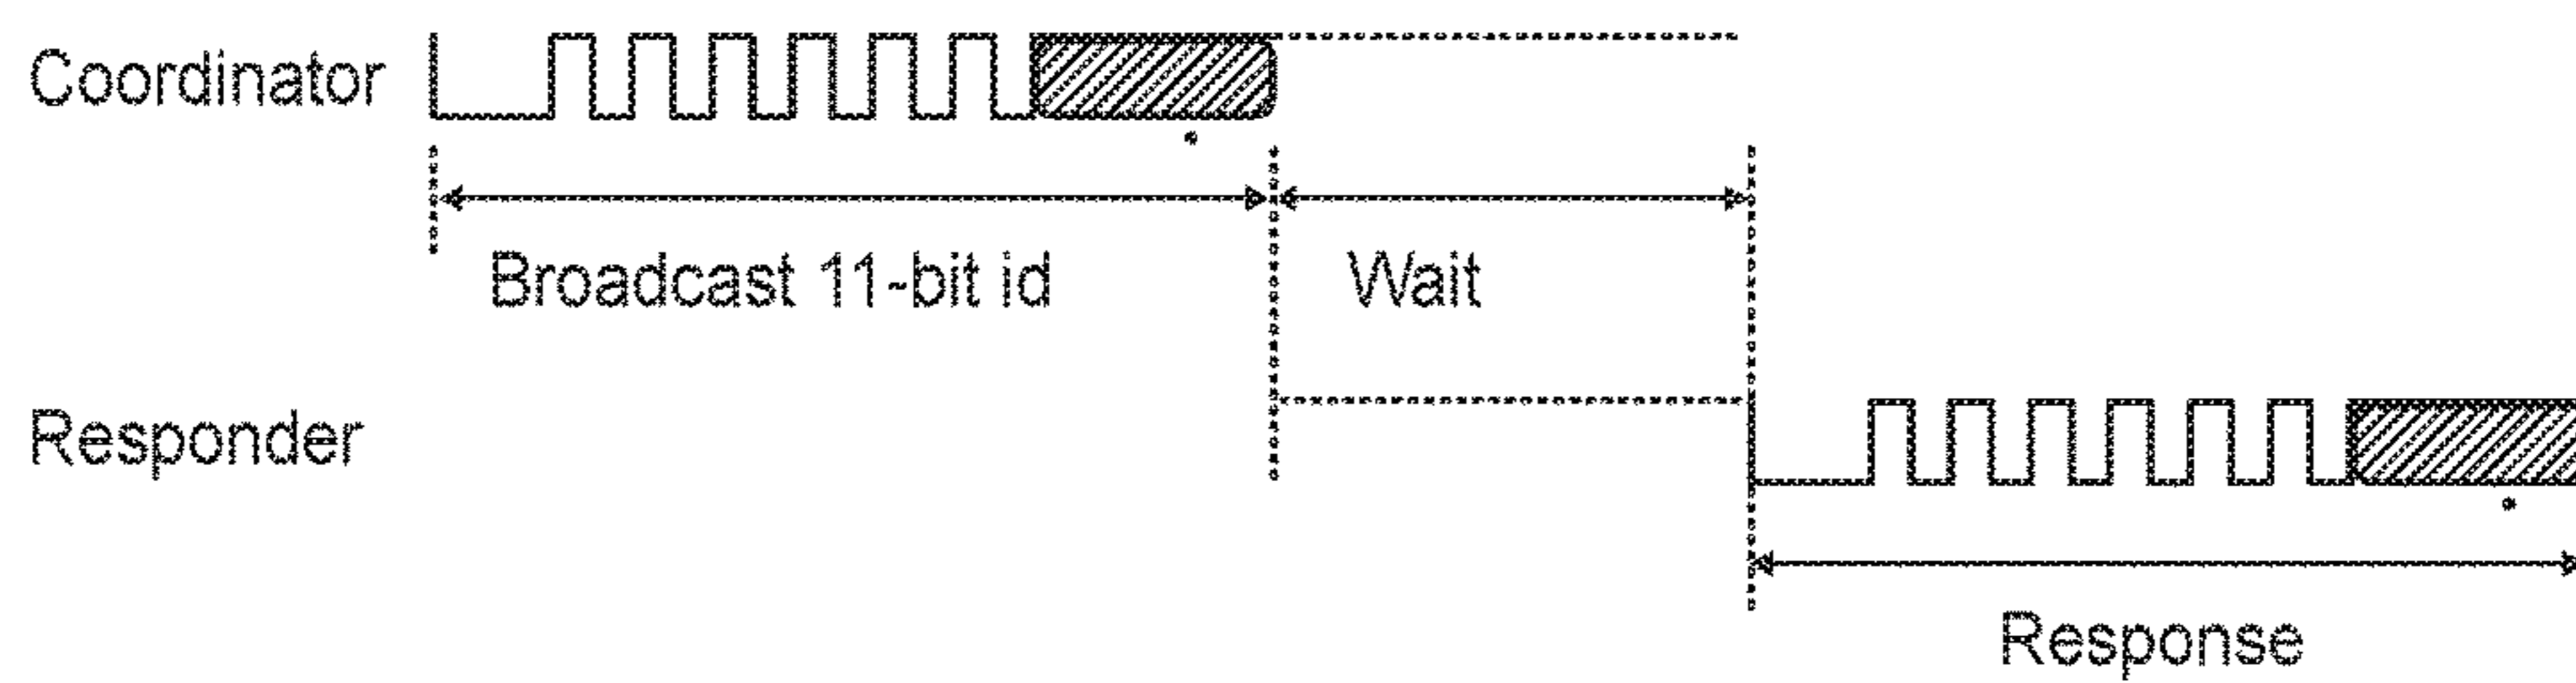 Coordinator
Broadcast 11-bit id
Wait
Responder
Response